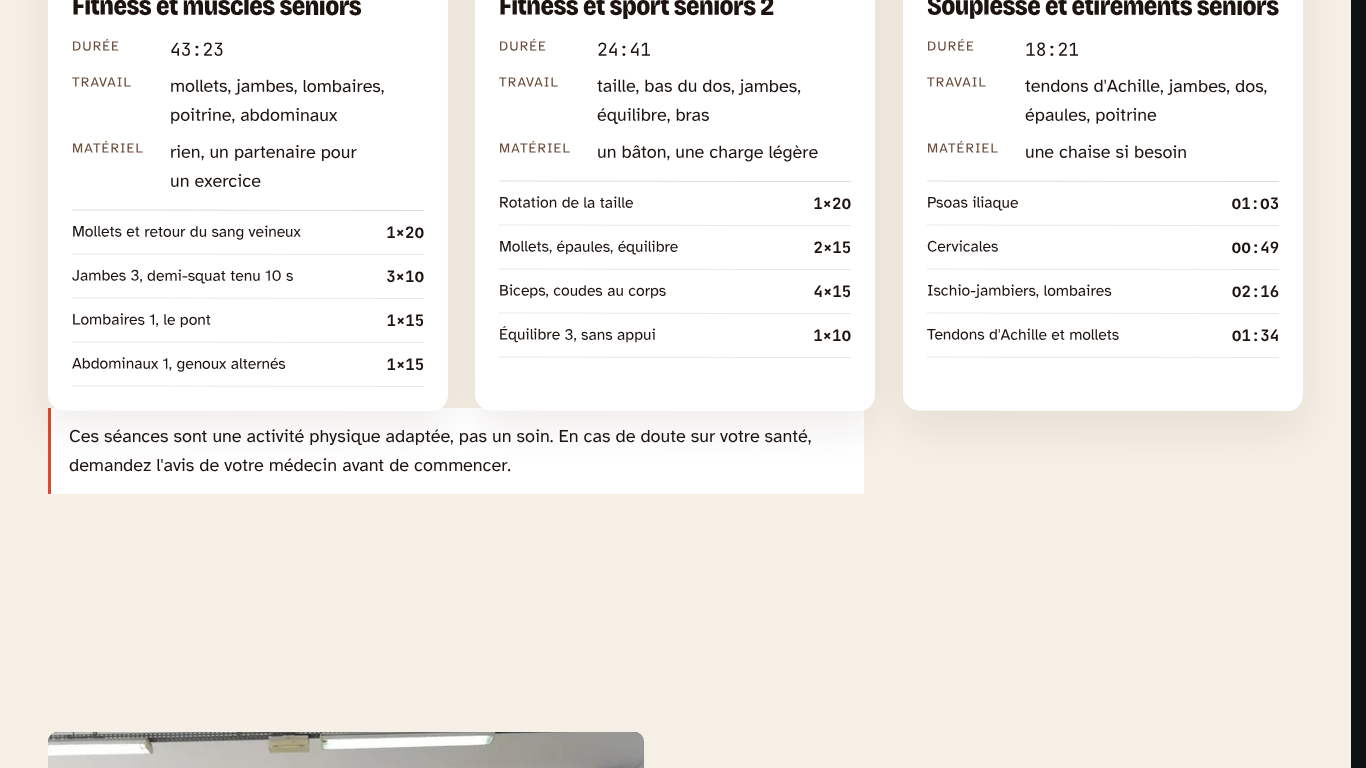 Fitness et muscles seniors
DURÉE 43:23
TRAVAIL mollets, jambes, lombaires,
poitrine, abdominaux
MATÉRIEL rien, un partenaire pour
un exercice
Mollets et retour du sang veineux 1×20
Jambes 3, demi-squat tenu 10 s 3×10
Lombaires 1, le pont 1×15
Abdominaux 1, genoux alternés 1×15
Fitness et sport seniors 2
DURÉE 24:41
TRAVAIL taille, bas du dos, jambes,
équilibre, bras
MATÉRIEL un bâton, une charge légère
Rotation de la taille 1×20
Mollets, épaules, équilibre 2×15
Biceps, coudes au corps 4×15
Équilibre 3, sans appui 1×10
Souplesse et étirements seniors
DURÉE 18:21
TRAVAIL tendons d'Achille, jambes, dos,
épaules, poitrine
MATÉRIEL une chaise si besoin
Psoas iliaque 01:03
Cervicales 00:49
Ischio-jambiers, lombaires 02:16
Tendons d'Achille et mollets 01:34
Ces séances sont une activité physique adaptée, pas un soin. En cas de doute sur votre santé,
demandez l'avis de votre médecin avant de commencer.